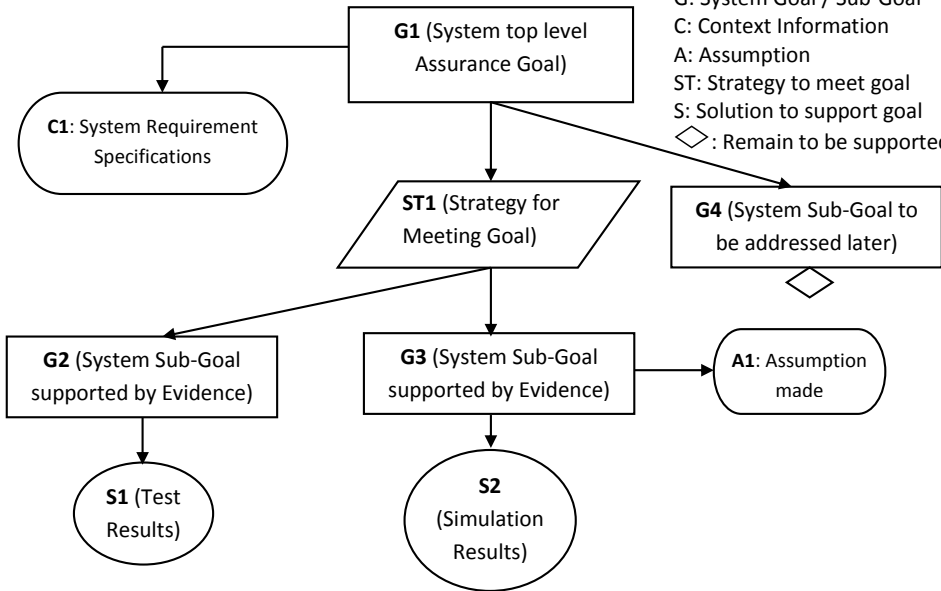 G1 (System top level
Assurance Goal)
G: System Goal / Sub-Goal
C: Context Information
A: Assumption
ST: Strategy to meet goal
S: Solution to support goal
: Remain to be supported
C1: System Requirement
Specifications
ST1 (Strategy for
Meeting Goal)
G4 (System Sub-Goal to
be addressed later)
G2 (System Sub-Goal
supported by Evidence)
G3 (System Sub-Goal
supported by Evidence)
A1: Assumption
made
S1 (Test
Results)
S2
(Simulation
Results)